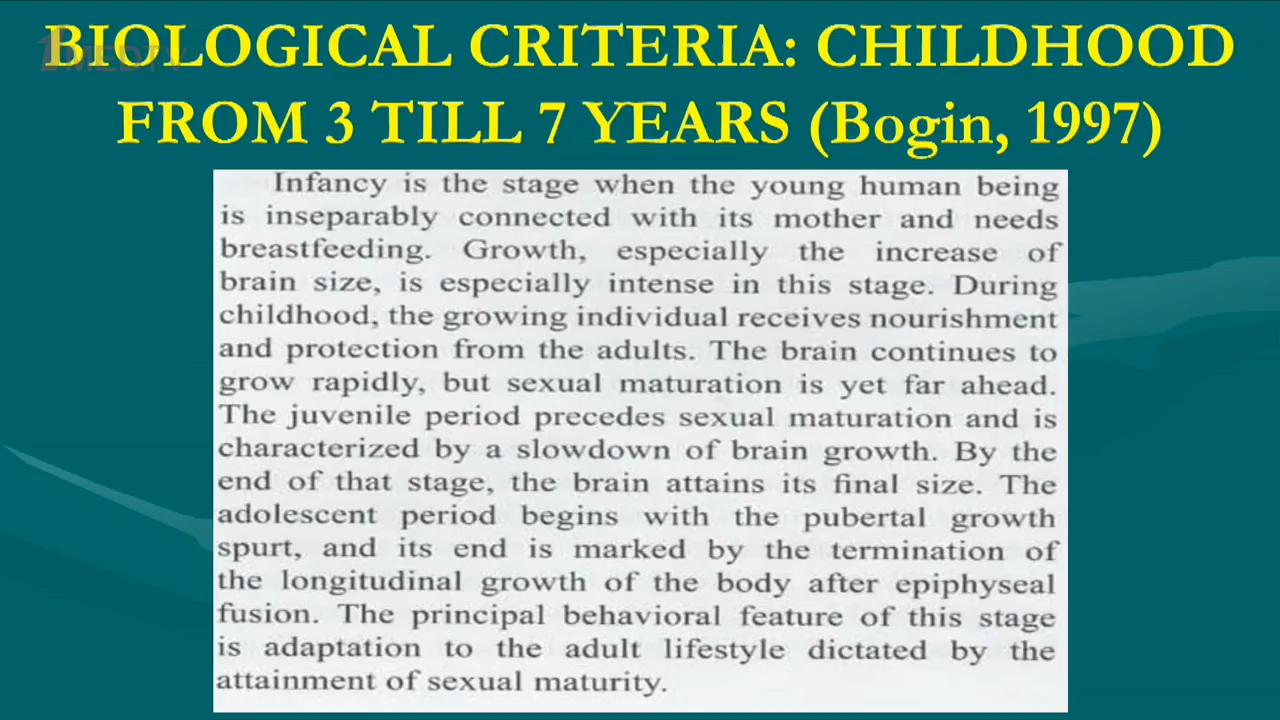 BIOLOGICAL CRITERIA: CHILDHOOD
FROM 3 TILL 7 YEARS (Bogin, 1997)
Infancy is the stage when the young human being
is inseparably connected with its mother and needs
breastfeeding. Growth, especially the increase of
brain size, is especially intense in this stage. During
childhood, the growing individual receives nourishment
and protection from the adults. The brain continues to
grow rapidly, but sexual maturation is yet far ahead.
The juvenile period precedes sexual maturation and is
characterized by a slowdown of brain growth. By the
end of that stage, the brain attains its final size. The
adolescent period begins with the pubertal growth
spurt, and its end is marked by the termination of
the longitudinal growth of the body after epiphyseal
fusion. The principal behavioral feature of this stage
is adaptation to the adult lifestyle dictated by the
attainment of sexual maturity.